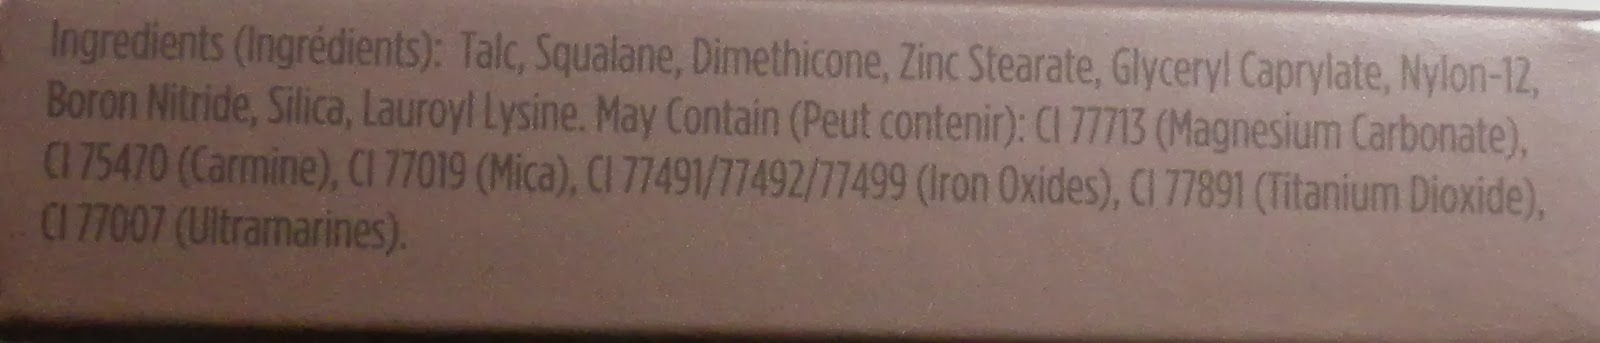 Ingredients (Ingrédients): Talc, Squalane, Dimethicone, Zinc Stearate, Glyceryl Caprylate, Nylon-12,
Boron Nitride, Silica, Lauroyl Lysine. May Contain (Peut contenir): CI 77713 (Magnesium Carbonate),
CI 75470 (Carmine), CI 77019 (Mica), CI 77491/77492/77499 (Iron Oxides), CI 77891 (Titanium Dioxide),
CI 77007 (Ultramarines).